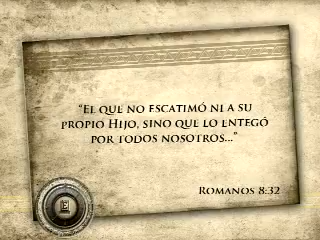 “EL QUE NO ESCATIMÓ NI A SU
PROPIO HIJO, SINO QUE LO ENTEGÓ
POR TODOS NOSOTROS...”
ROMANOS 8:32
E